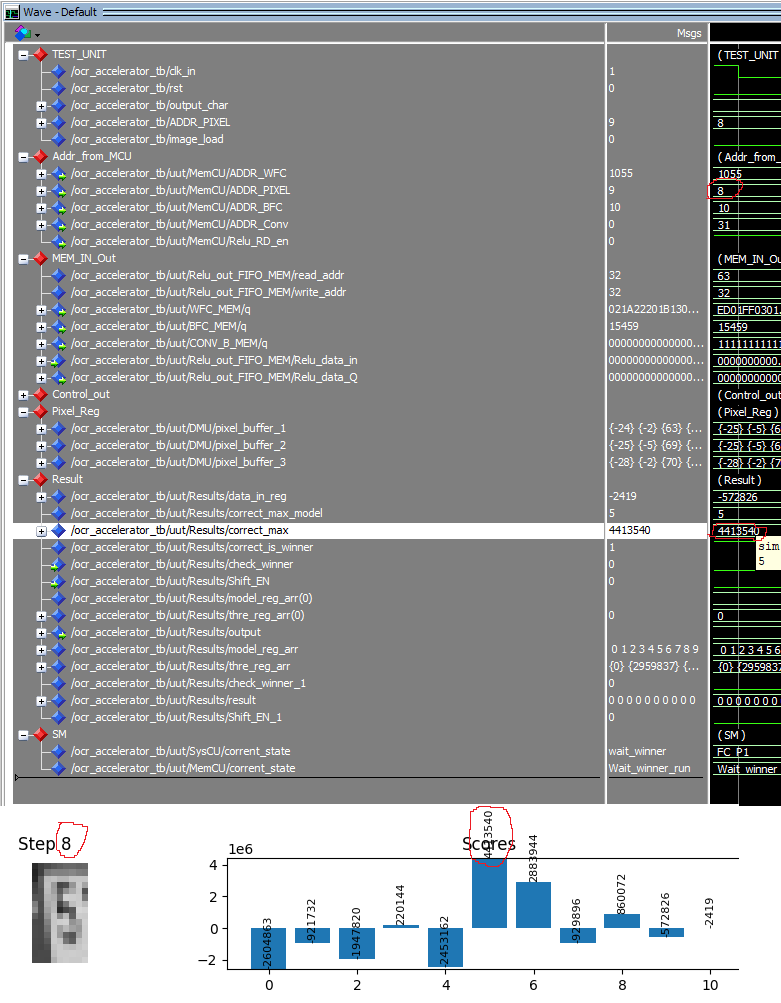 Wave - Default
Msgs
TEST_UNIT (TEST_UNIT
/ocr_accelerator_tb/clk_in 1
/ocr_accelerator_tb/rst 0
/ocr_accelerator_tb/output_char
/ocr_accelerator_tb/ADDR_PIXEL 9 8
/ocr_accelerator_tb/image_load 0
Addr_from_MCU (Addr_from_
/ocr_accelerator_tb/uut/MemCU/ADDR_WFC 1055 1055
/ocr_accelerator_tb/uut/MemCU/ADDR_PIXEL 9 8
/ocr_accelerator_tb/uut/MemCU/ADDR_BFC 10 10
/ocr_accelerator_tb/uut/MemCU/ADDR_Conv 0 31
/ocr_accelerator_tb/uut/MemCU/Relu_RD_en 0
MEM_IN_Out (MEM_IN_Ou
/ocr_accelerator_tb/uut/Relu_out_FIFO_MEM/read_addr 32 63
/ocr_accelerator_tb/uut/Relu_out_FIFO_MEM/write_addr 32 32
/ocr_accelerator_tb/uut/WFC_MEM/q 021A22201B130... ED01FF0301.
/ocr_accelerator_tb/uut/BFC_MEM/q 15459 15459
/ocr_accelerator_tb/uut/CONV_B_MEM/q 00000000000000... 11111111111
/ocr_accelerator_tb/uut/Relu_out_FIFO_MEM/Relu_data_in 00000000000000... 0000000000.
/ocr_accelerator_tb/uut/Relu_out_FIFO_MEM/Relu_data_Q 00000000000000... 0000000000.
Control_out (Control_out
Pixel_Reg (Pixel_Reg )
/ocr_accelerator_tb/uut/DMU/pixel_buffer_1 {-24} {-2} {63} {... {-25} {-5} {6
/ocr_accelerator_tb/uut/DMU/pixel_buffer_2 {-25} {-5} {69} {... {-25} {-5} {6
/ocr_accelerator_tb/uut/DMU/pixel_buffer_3 {-28} {-2} {70} {... {-28} {-2} {7
Result (Result )
/ocr_accelerator_tb/uut/Results/data_in_reg -2419 -572826
/ocr_accelerator_tb/uut/Results/correct_max_model 5 5
/ocr_accelerator_tb/uut/Results/correct_max 4413540 4413540
/ocr_accelerator_tb/uut/Results/correct_is_winner 1 sim
/ocr_accelerator_tb/uut/Results/check_winner 0 5
/ocr_accelerator_tb/uut/Results/Shift_EN 0
/ocr_accelerator_tb/uut/Results/model_reg_arr(0)
/ocr_accelerator_tb/uut/Results/thre_reg_arr(0) 0 0
/ocr_accelerator_tb/uut/Results/output
/ocr_accelerator_tb/uut/Results/model_reg_arr 0 1 2 3 4 5 6 7 8 9 0 1 2 3 4 5 6
/ocr_accelerator_tb/uut/Results/thre_reg_arr {0} {2959837} {... {0} {2959837
/ocr_accelerator_tb/uut/Results/check_winner_1 0
/ocr_accelerator_tb/uut/Results/result 0 0 0 0 0 0 0 0 0 0 0 0 0 0 0 0 0
/ocr_accelerator_tb/uut/Results/Shift_EN_1 0
SM (SM )
/ocr_accelerator_tb/uut/SysCU/corrent_state wait_winner FC_P1
/ocr_accelerator_tb/uut/MemCU/corrent_state Wait_winner_run Wait_winner
Step 8
Scores
1e6
4
2
0
−2
-2604863
-921732
-1947820
220144
-2453162
4413540
2883944
-929896
860072
-572826
-2419
0 2 4 6 8 10